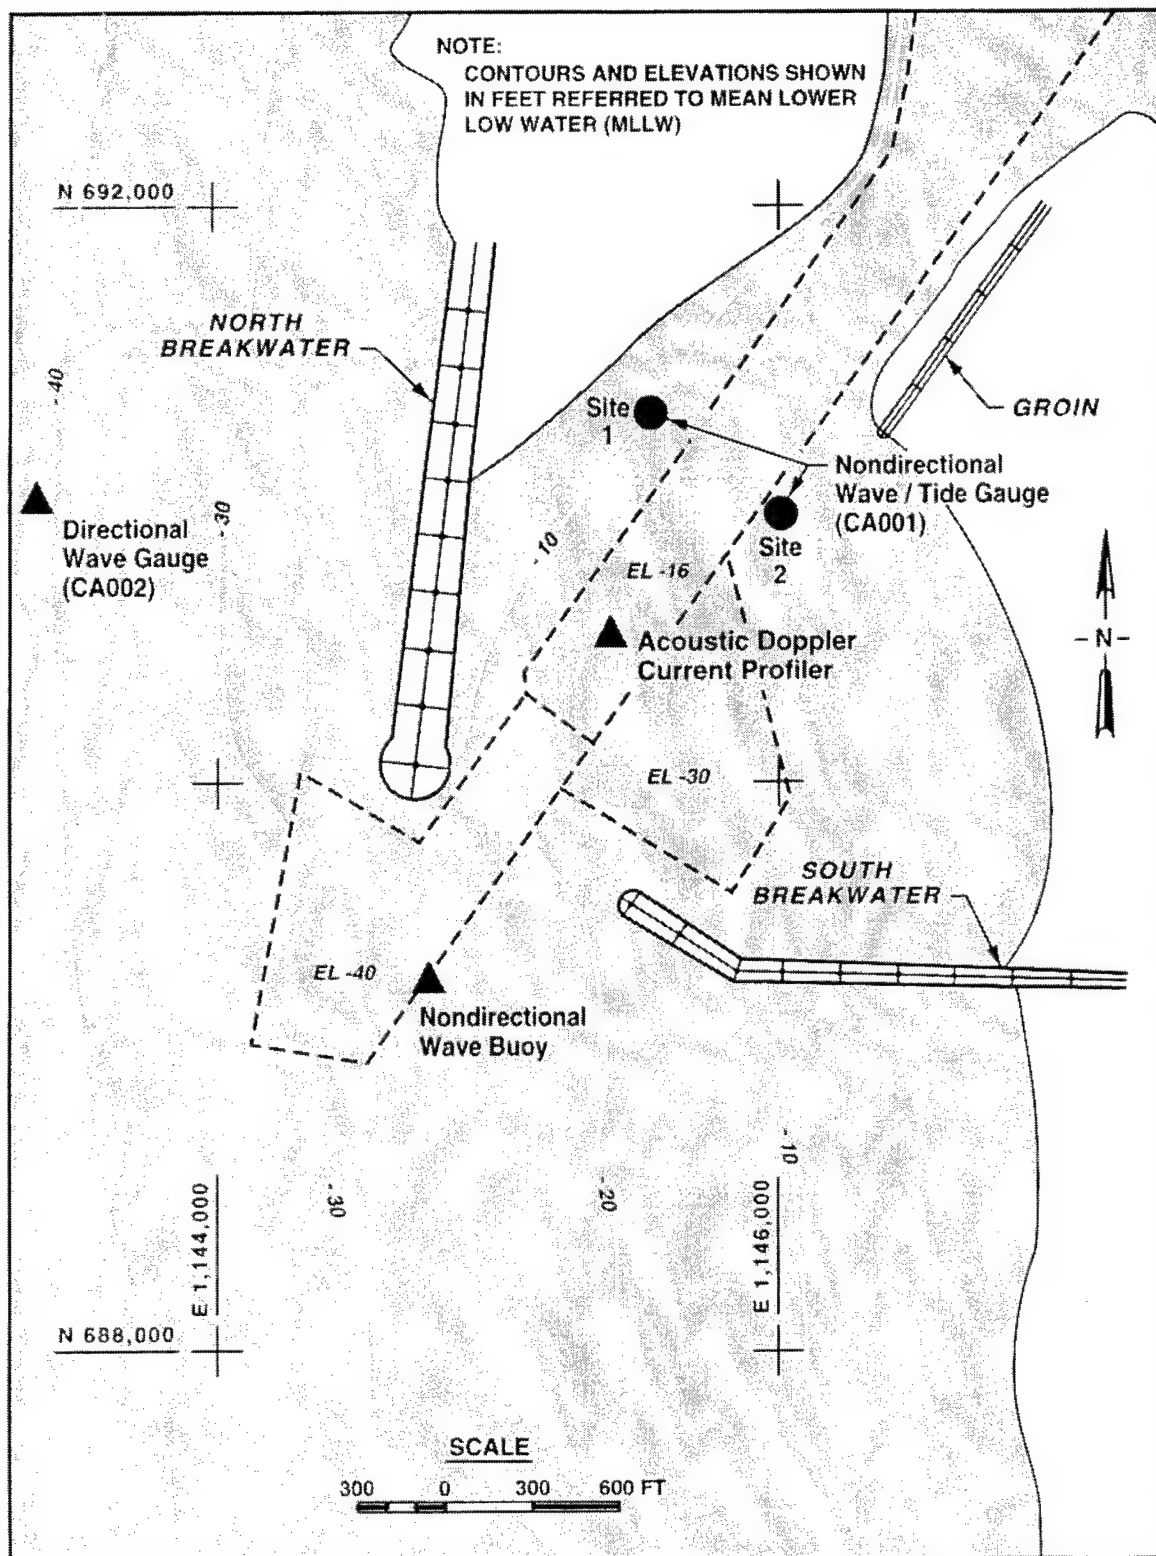 NOTE:
CONTOURS AND ELEVATIONS SHOWN
IN FEET REFERRED TO MEAN LOWER
LOW WATER (MLLW)
N 692,000
NORTH
BREAKWATER
-40
-30
Site
1
GROIN
Nondirectional
Wave / Tide Gauge
(CA001)
Directional
Wave Gauge
(CA002)
-10
Site
2
EL -16
Acoustic Doppler
Current Profiler
-N-
EL -30
SOUTH
BREAKWATER
EL -40
Nondirectional
Wave Buoy
-10
-30
-20
E 1,144,000
E 1,146,000
N 688,000
SCALE
300 0 300 600 FT